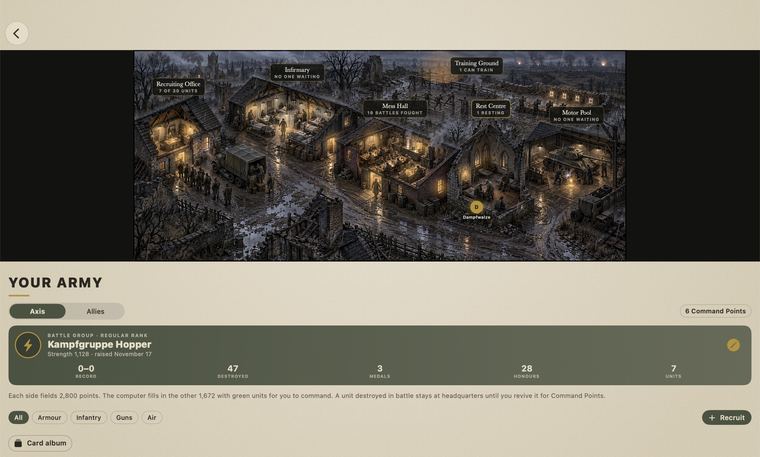 Recruiting Office
7 OF 30 UNITS
Infirmary
NO ONE WAITING
Training Ground
1 CAN TRAIN
Mess Hall
19 BATTLES FOUGHT
Rest Centre
1 RESTING
Motor Pool
NO ONE WAITING
D
Dampfwalze
YOUR ARMY
Axis
Allies
6 Command Points
BATTLE GROUP · REGULAR RANK
Kampfgruppe Hopper
Strength 1,128 · raised November 17
0–0
RECORD
47
DESTROYED
3
MEDALS
28
HONOURS
7
UNITS
Each side fields 2,800 points. The computer fills in the other 1,672 with green units for you to command. A unit destroyed in battle stays at headquarters until you revive it for Command Points.
All
Armour
Infantry
Guns
Air
+ Recruit
Card album